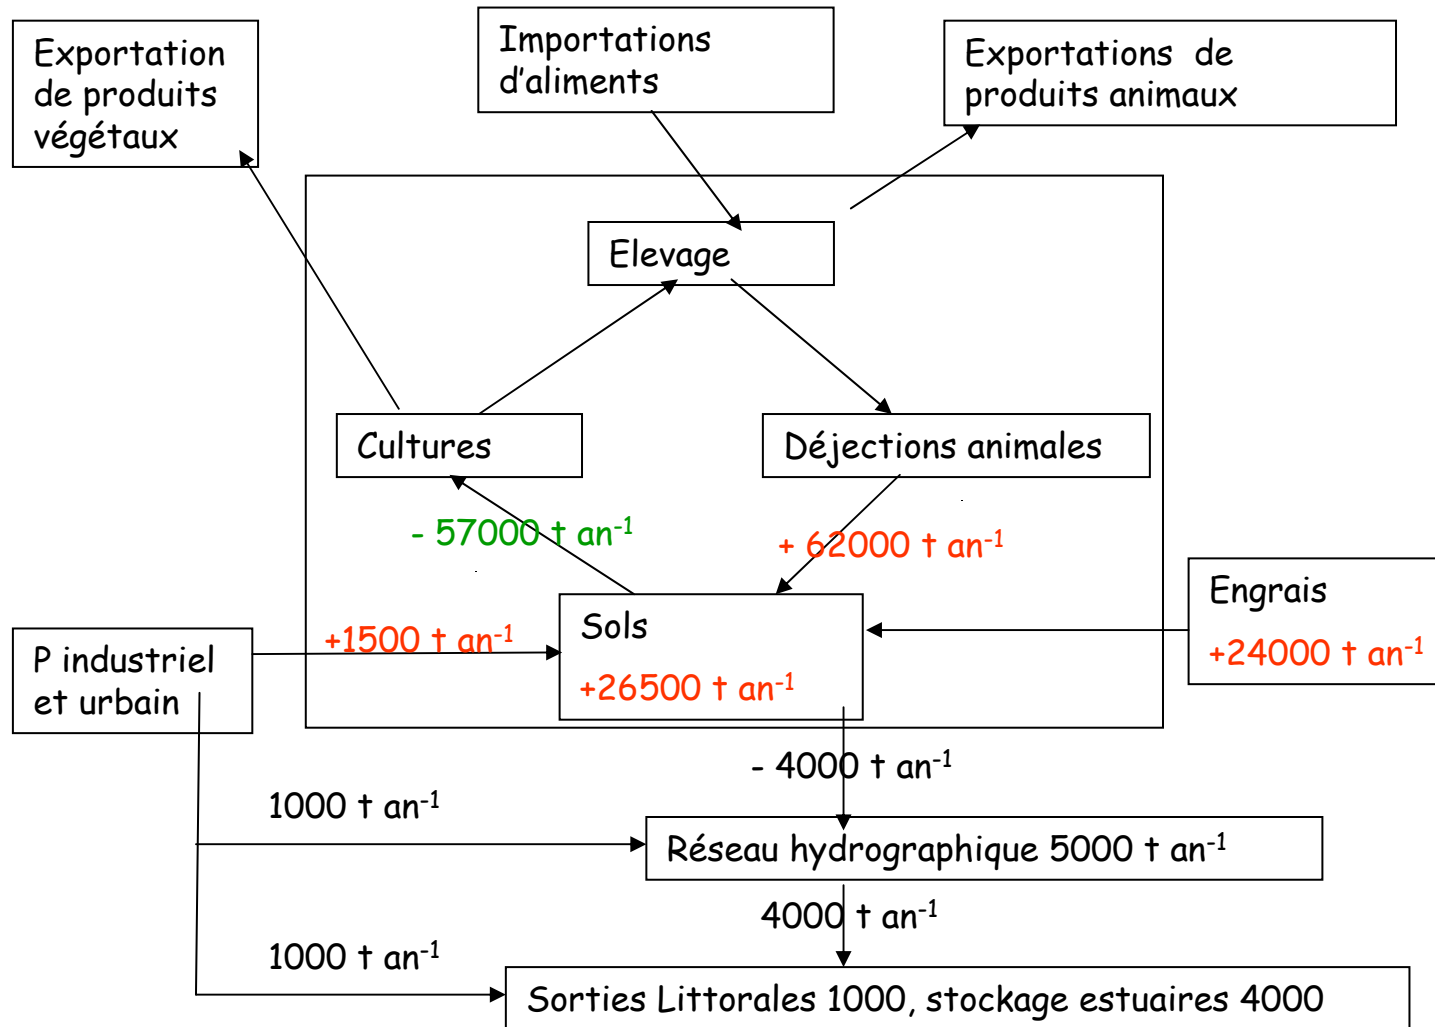 Exportation
de produits
végétaux
Importations
d'aliments
Exportations de
produits animaux
Elevage
Cultures
Déjections animales
- 57000 t an-1
+ 62000 t an-1
Engrais
+24000 t an-1
P industriel
et urbain
+1500 t an-1
Sols
+26500 t an-1
- 4000 t an-1
1000 t an-1
Réseau hydrographique 5000 t an-1
4000 t an-1
1000 t an-1
Sorties Littorales 1000, stockage estuaires 4000